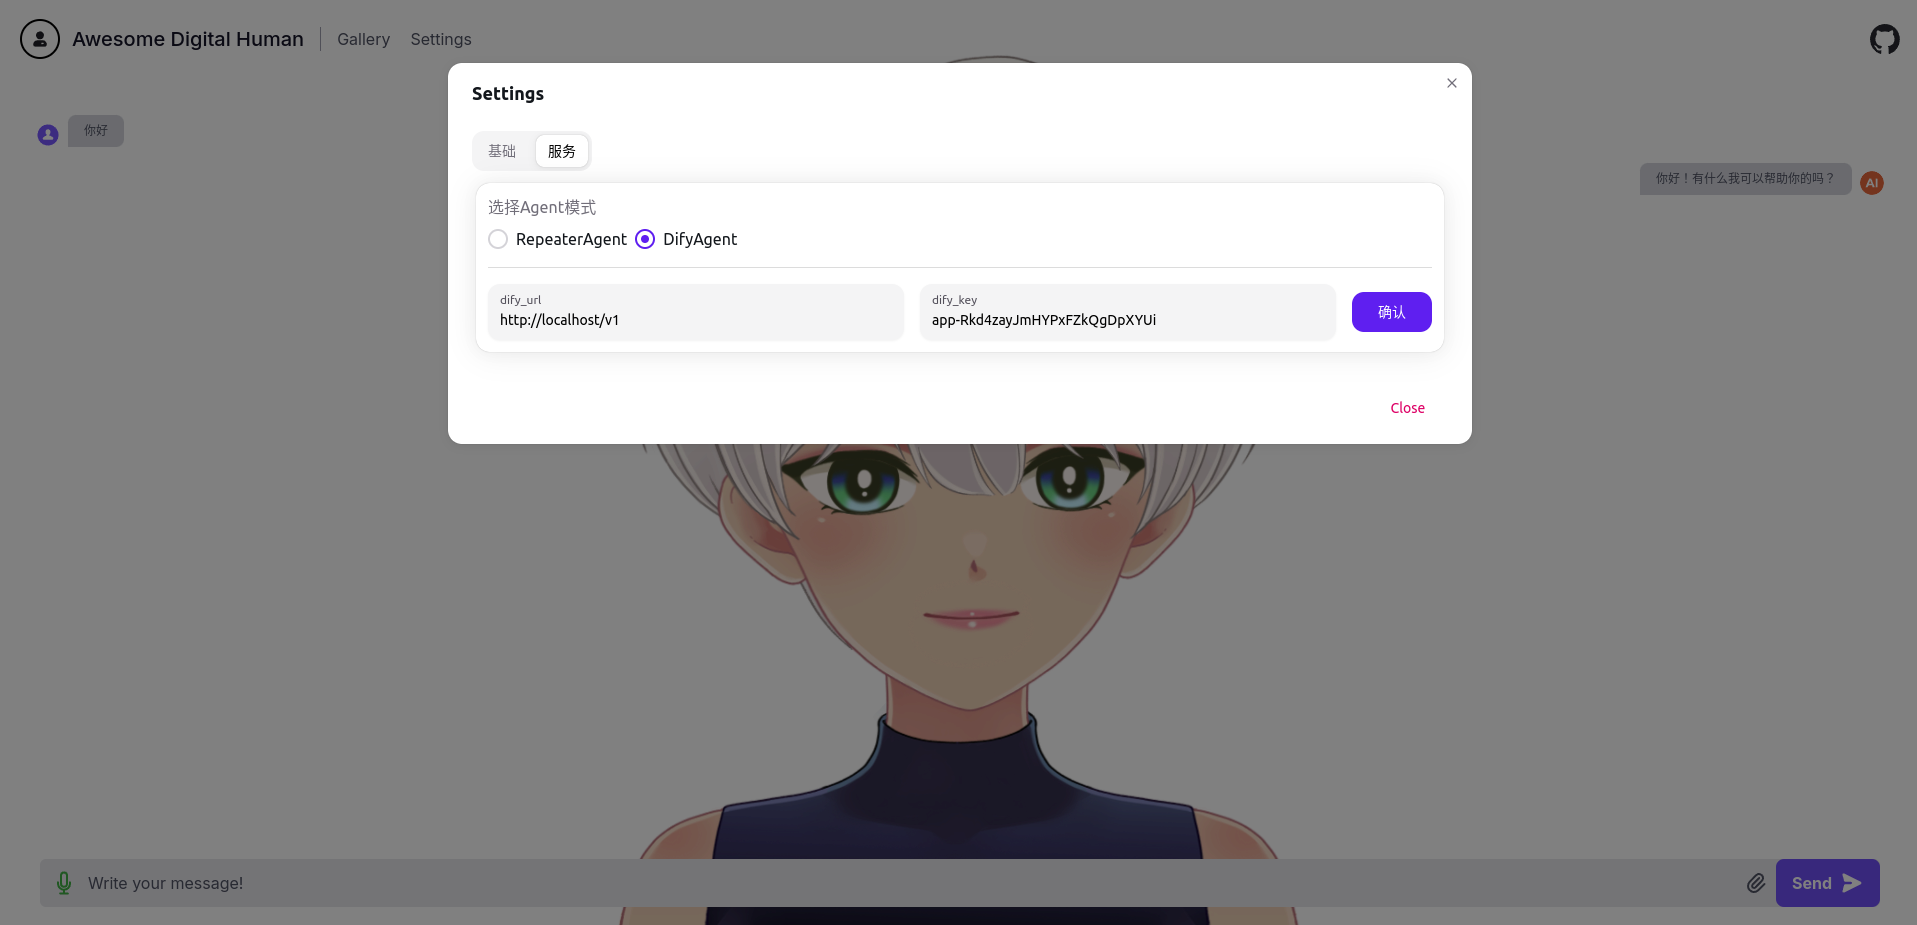 Awesome Digital Human
Gallery
Settings
Settings
基础
服务
选择Agent模式
RepeaterAgent
DifyAgent
dify_url
http://localhost/v1
dify_key
app-Rkd4zayJmHYPxFZkQgDpXYUi
确认
Close
你好
你好！有什么我可以帮助你的吗？
AI
Write your message!
Send